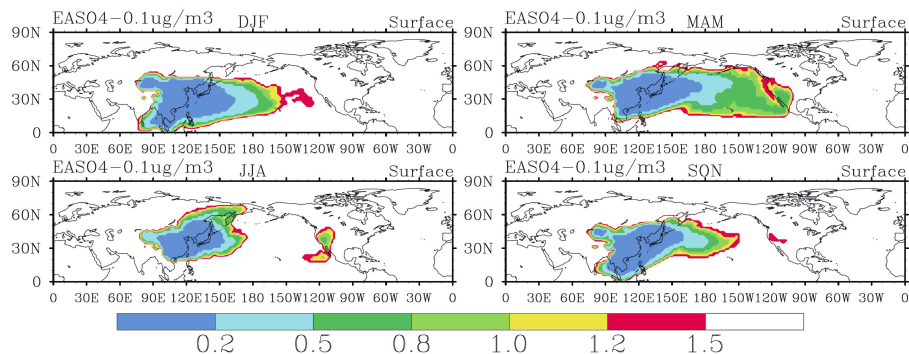 EASO4-0.1ug/m3 DJF Surface
90N
60N
30N
0
0 30E 60E 90E 120E 150E 180 150W 120W 90W 60W 30W 0
EASO4-0.1ug/m3 MAM Surface
90N
60N
30N
0
0 30E 60E 90E 120E 150E 180 150W 120W 90W 60W 30W 0
EASO4-0.1ug/m3 JJA Surface
90N
60N
30N
0
0 30E 60E 90E 120E 150E 180 150W 120W 90W 60W 30W 0
EASO4-0.1ug/m3 SON Surface
90N
60N
30N
0
0 30E 60E 90E 120E 150E 180 150W 120W 90W 60W 30W 0
0.2 0.5 0.8 1.0 1.2 1.5